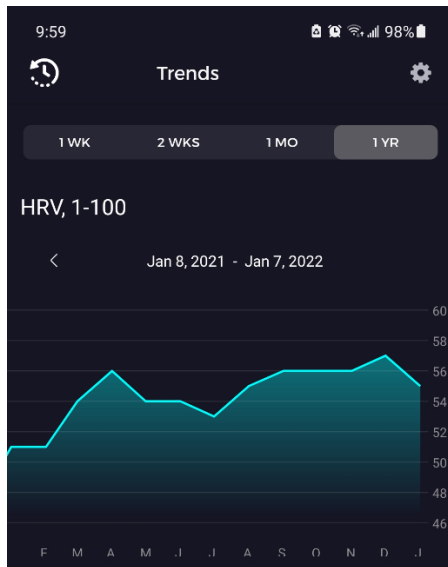 9:59 98%
Trends
1 WK 2 WKS 1 MO 1 YR
HRV, 1-100
< Jan 8, 2021 - Jan 7, 2022
60
58
56
54
52
50
48
46
F M A M J J A S O N D J